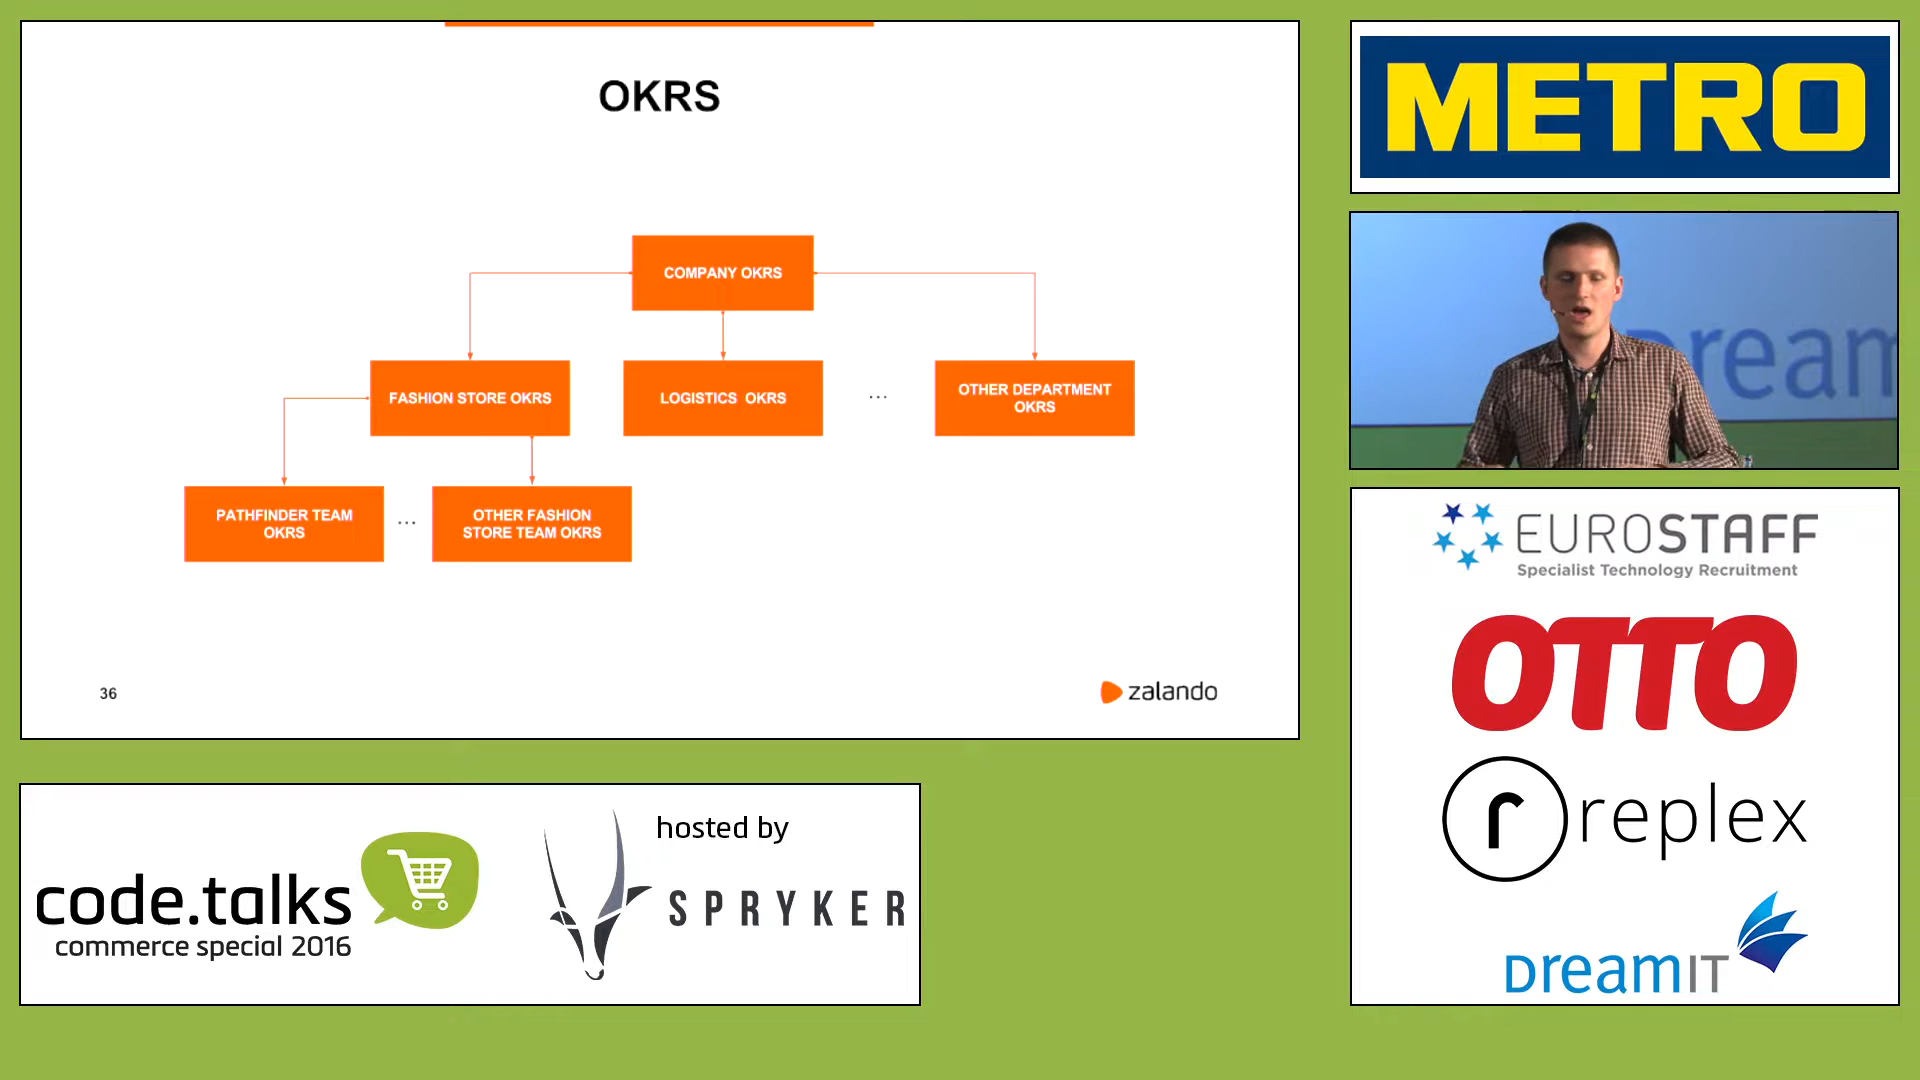 OKRS
COMPANY OKRS
FASHION STORE OKRS
LOGISTICS OKRS
...
OTHER DEPARTMENT
OKRS
PATHFINDER TEAM
OKRS
...
OTHER FASHION
STORE TEAM OKRS
36
zalando
METRO
Dream
EUROSTAFF
Specialist Technology Recruitment
OTTO
r replex
DreamIT
code.talks
commerce special 2016
hosted by
SPRYKER